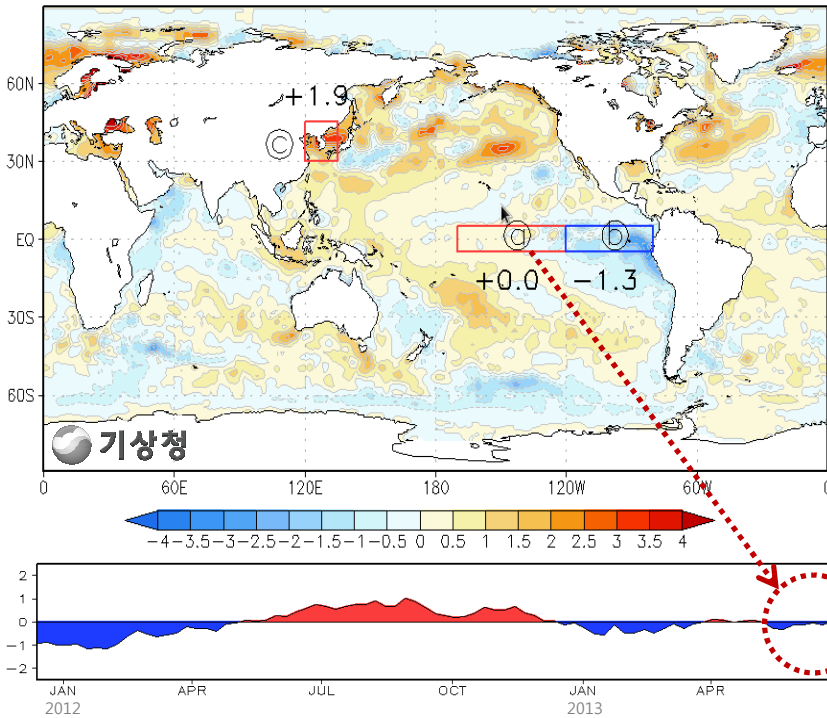 60N
30N
EQ
30S
60S
+1.9
ⓒ
ⓐ
ⓑ
+0.0
-1.3
기상청
0
60E
120E
180
120W
60W
0
-4 -3.5 -3 -2.5 -2 -1.5 -1 -0.5 0 0.5 1 1.5 2 2.5 3 3.5 4
2
1
0
-1
-2
JAN APR JUL OCT JAN APR
2012 2013